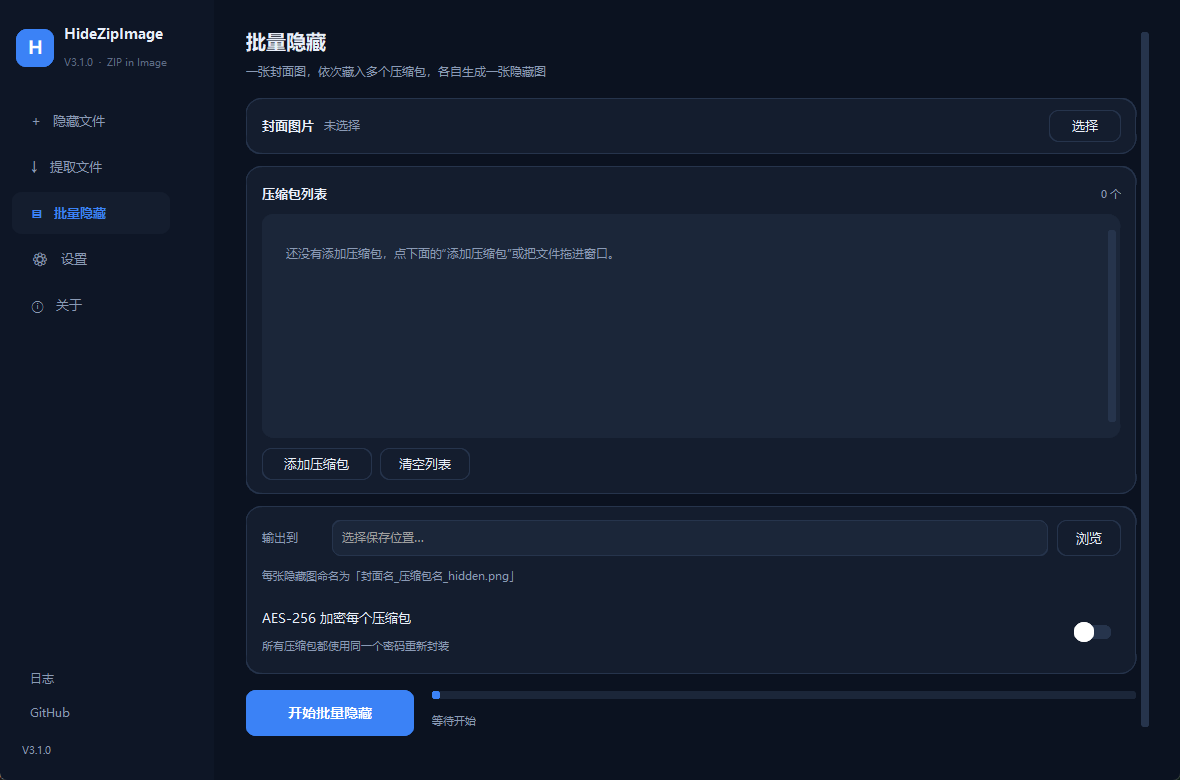 H
HideZipImage
V3.1.0 · ZIP in Image
+ 隐藏文件
↓ 提取文件
批量隐藏
设置
关于
日志
GitHub
V3.1.0
批量隐藏
一张封面图，依次藏入多个压缩包，各自生成一张隐藏图
封面图片 未选择
选择
压缩包列表
0 个
还没有添加压缩包，点下面的“添加压缩包”或把文件拖进窗口。
添加压缩包
清空列表
输出到
选择保存位置...
浏览
每张隐藏图命名为「封面名_压缩包名_hidden.png」
AES-256 加密每个压缩包
所有压缩包都使用同一个密码重新封装
开始批量隐藏
等待开始